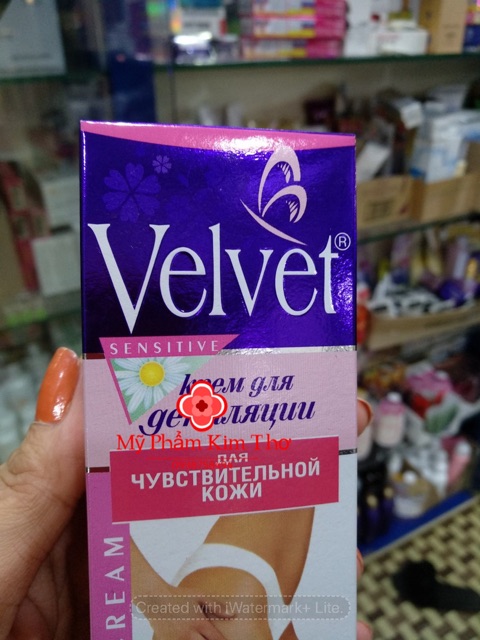 Velvet®
SENSITIVE
крем для
депиляции
Mỹ Phẩm Kim Thơ
для
ЧУВСТВИТЕЛЬНОЙ
КОЖИ
CREAM
Created with iWatermark+ Lite.